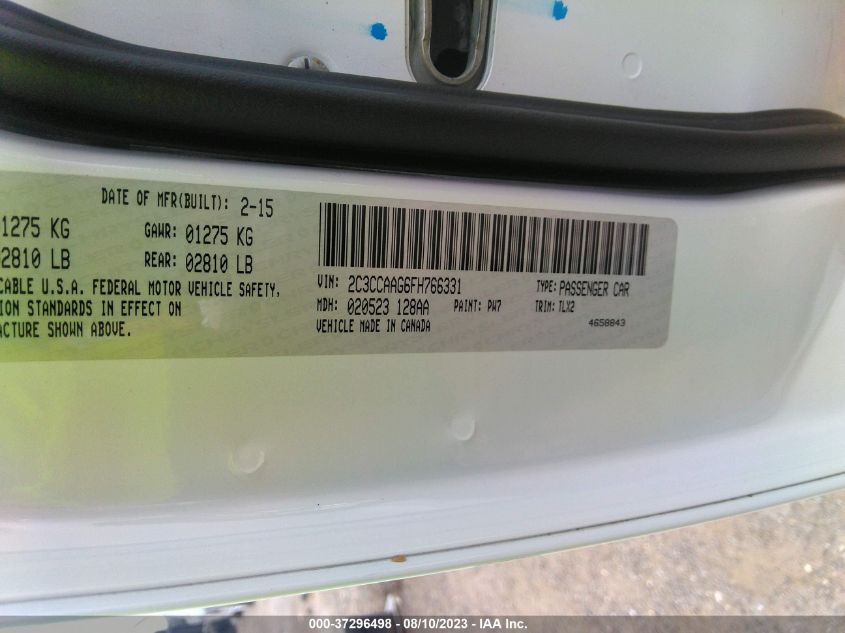 DATE OF MFR(BUILT): 2-15
1275 KG GAWR: 01275 KG
2810 LB REAR: 02810 LB
CABLE U.S.A. FEDERAL MOTOR VEHICLE SAFETY,
ION STANDARDS IN EFFECT ON
ACTURE SHOWN ABOVE.
VIN: 2C3CCAAG6FH766331 TYPE: PASSENGER CAR
MDH: 020523 128AA PAINT: PW7 TRIM: TLX2
VEHICLE MADE IN CANADA 4658843
000-37296498 - 08/10/2023 - IAA Inc.